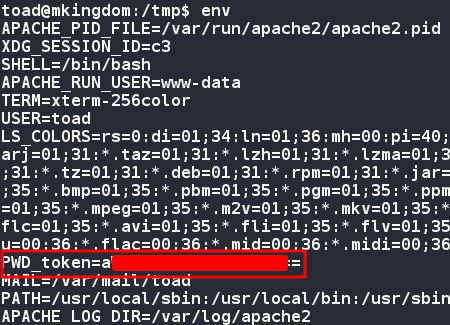 toad@mkingdom:/tmp$ env
APACHE_PID_FILE=/var/run/apache2/apache2.pid
XDG_SESSION_ID=c3
SHELL=/bin/bash
APACHE_RUN_USER=www-data
TERM=xterm-256color
USER=toad
LS_COLORS=rs=0:di=01;34:ln=01;36:mh=00:pi=40;
arj=01;31:*.taz=01;31:*.lzh=01;31:*.lzma=01;3
;31:*.tz=01;31:*.deb=01;31:*.rpm=01;31:*.jar=
;35:*.bmp=01;35:*.pbm=01;35:*.pgm=01;35:*.ppm
=01;35:*.mpeg=01;35:*.m2v=01;35:*.mkv=01;35:*
flc=01;35:*.avi=01;35:*.fli=01;35:*.flv=01;35
u=00;36:*.flac=00;36:*.mid=00;36:*.midi=00;36
PWD_token=a ==
MAIL=/var/mail/toad
PATH=/usr/local/sbin:/usr/local/bin:/usr/sbin
APACHE_LOG_DIR=/var/log/apache2